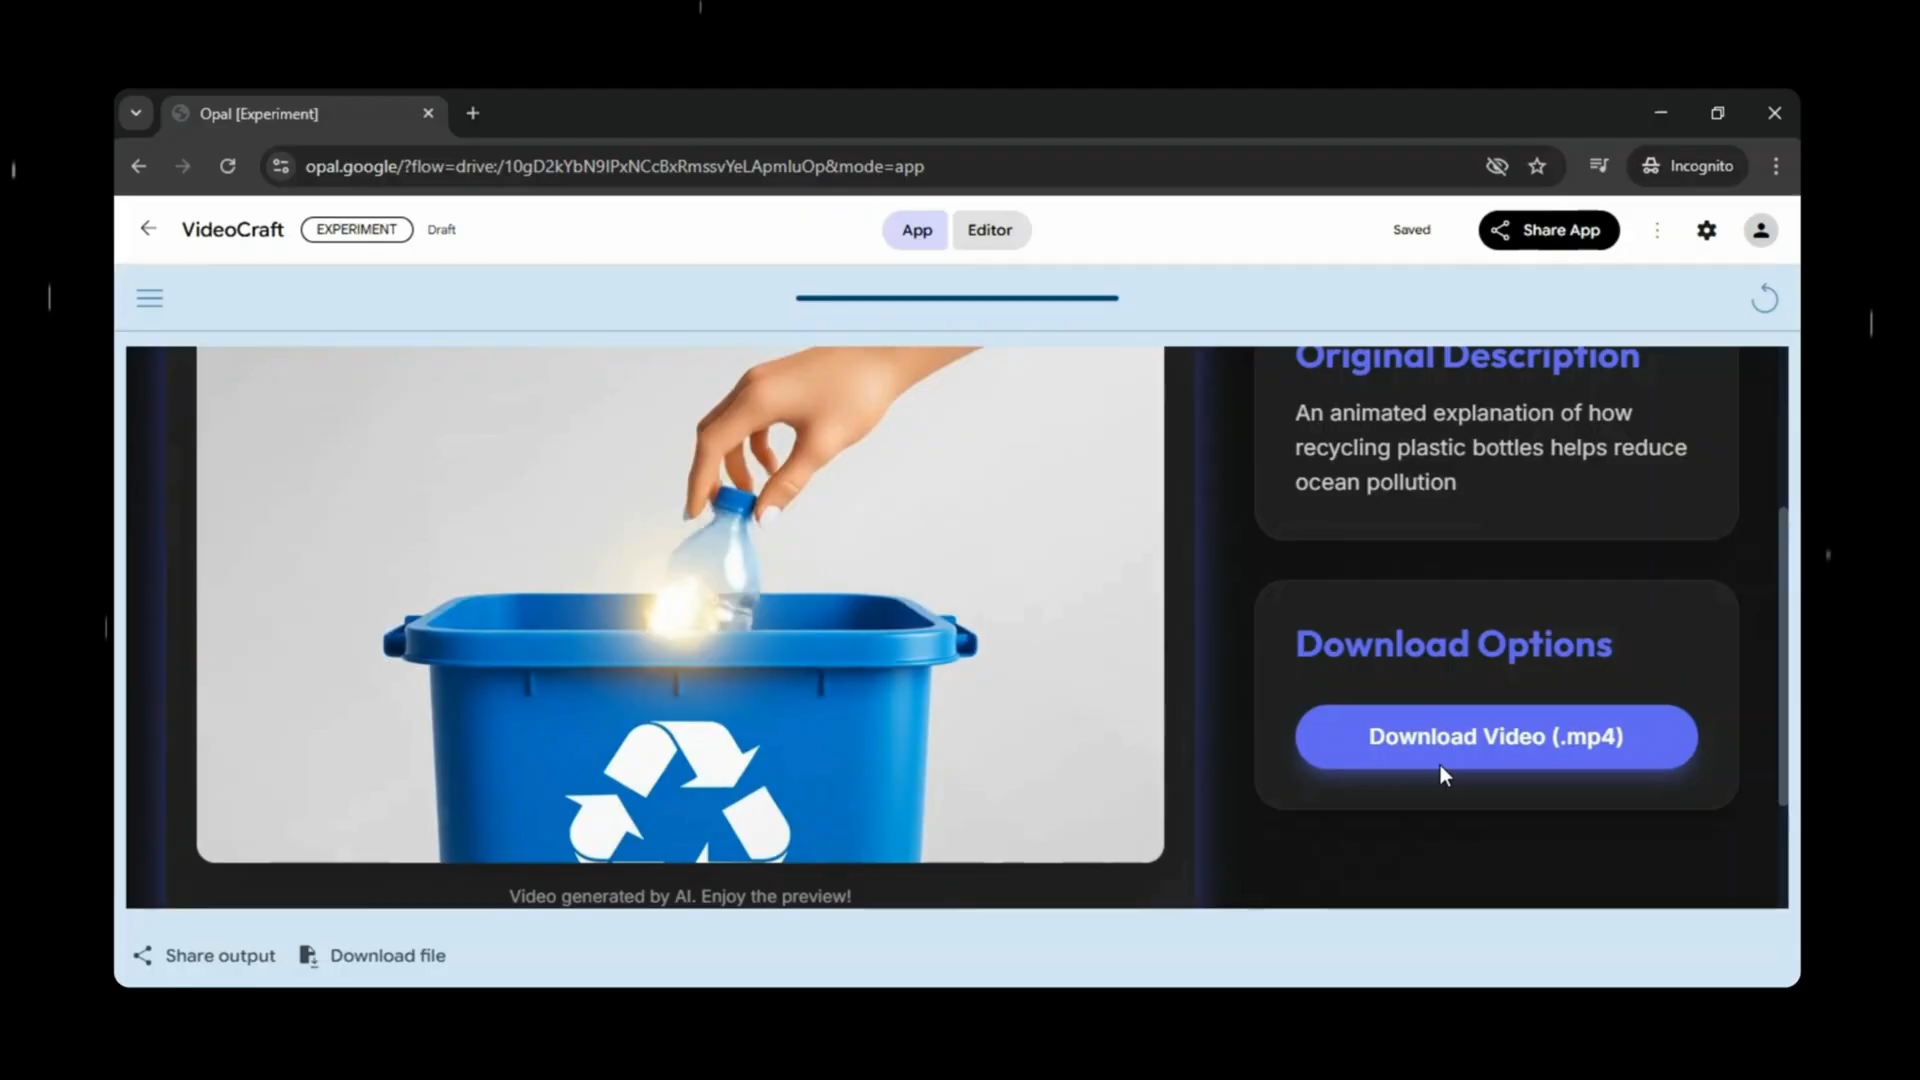 Opal [Experiment]
opal.google/?flow=drive:/10gD2kYbN9IPxNCcBxRmssvYeLApmIuOp&mode=app
Incognito
VideoCraft
EXPERIMENT
Draft
App
Editor
Saved
Share App
Original Description
An animated explanation of how
recycling plastic bottles helps reduce
ocean pollution
Download Options
Download Video (.mp4)
Video generated by AI. Enjoy the preview!
Share output
Download file